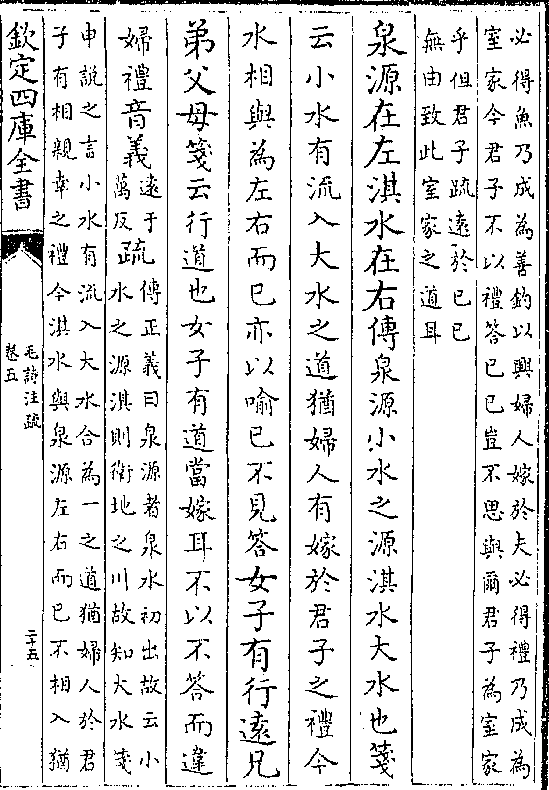 必得魚乃成為善釣以興婦人嫁於夫必得禮乃成為
室家今君子不以禮答己已豈不思與爾君子為室家
乎但君子疏遠於己已
無由致此室家之道耳
泉源在左淇水在右傳泉源小水之源淇水大水也箋
云小水有流入大水之道猶婦人有嫁於君子之禮今
水相與為左右而已亦以喻已不見答女子有行遠兄
弟父母箋云行道也女子有道當嫁耳不以不答而違
婦禮音義
遠于
萬反
疏
傳正義曰泉源者泉水初出故云小
水之源淇則衛地之川故知大水箋
申說之言小水有流入大水合為一之道猶婦人於君
子有相親幸之禮今淇水與泉源左右而已不相入猶
欽定四庫全書
毛詩注疏
卷五
二十五